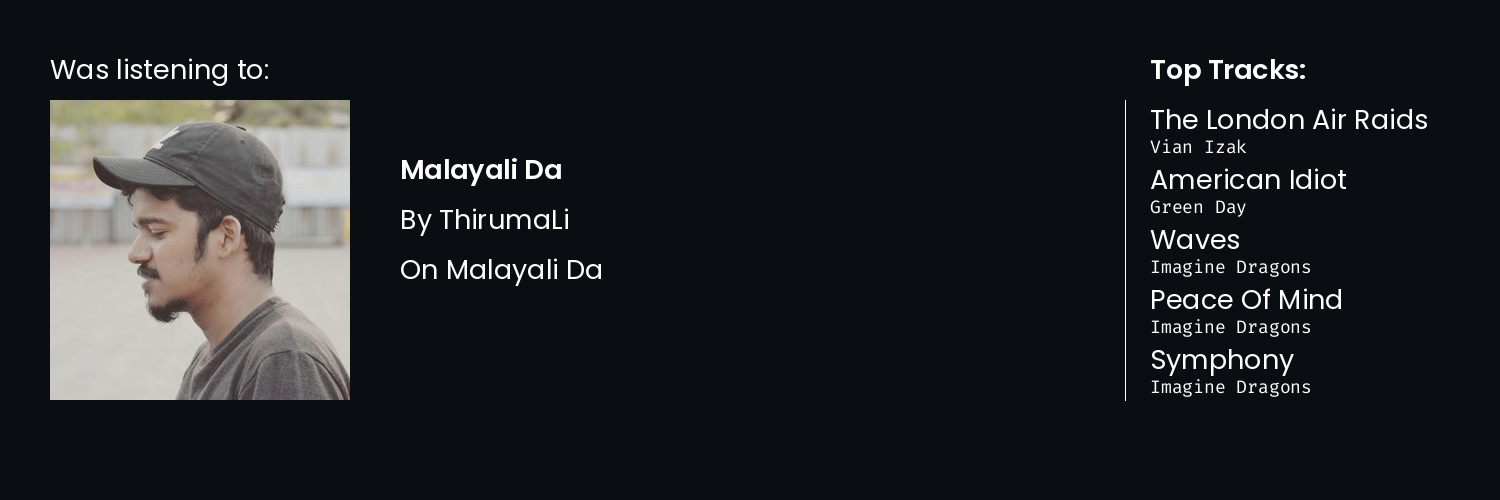 Was listening to:
Malayali Da
By ThirumaLi
On Malayali Da
Top Tracks:
The London Air Raids
Vian Izak
American Idiot
Green Day
Waves
Imagine Dragons
Peace Of Mind
Imagine Dragons
Symphony
Imagine Dragons